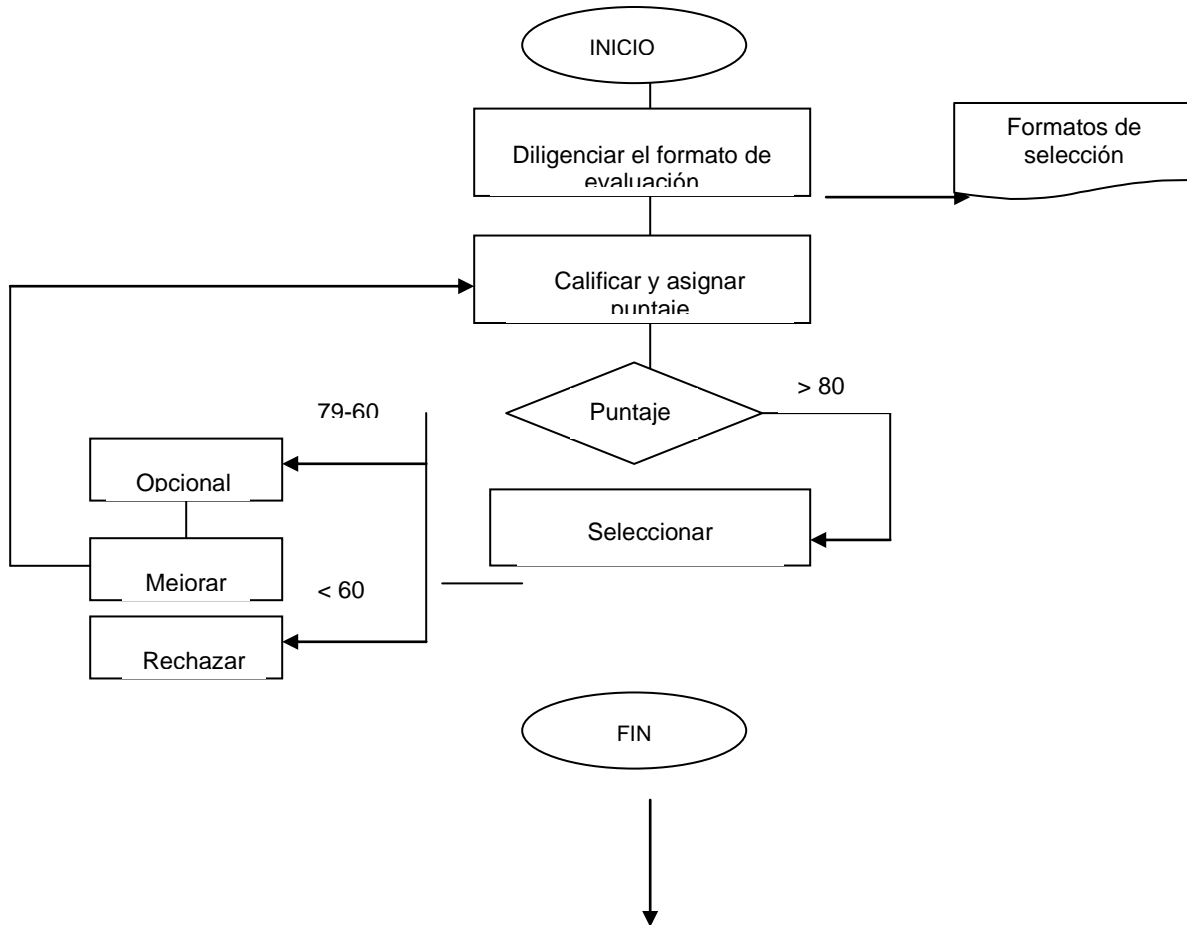 INICIO
Diligenciar el formato de
evaluación
Formatos de
selección
Calificar y asignar
puntaje
> 80
Puntaje
79-60
Opcional
Seleccionar
Mejorar
< 60
Rechazar
FIN